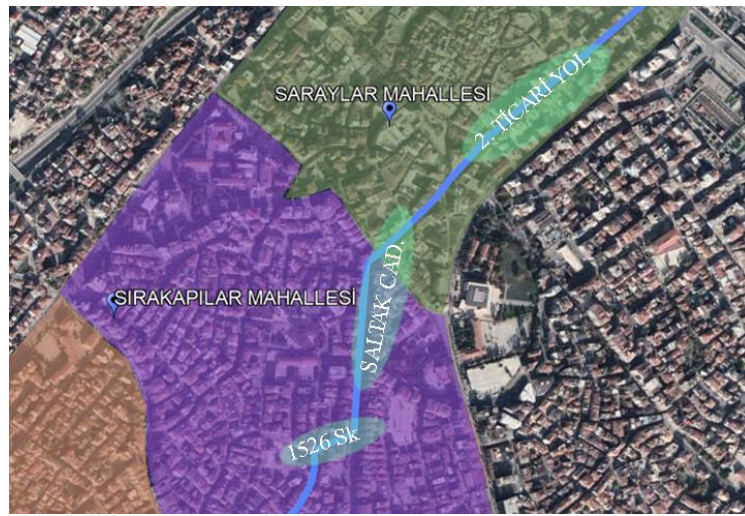 SARAYLAR MAHALLESİ
2. TİCARİ YOL
SALTAK CAD.
SIRAKAPILAR MAHALLESİ
1526 Sk